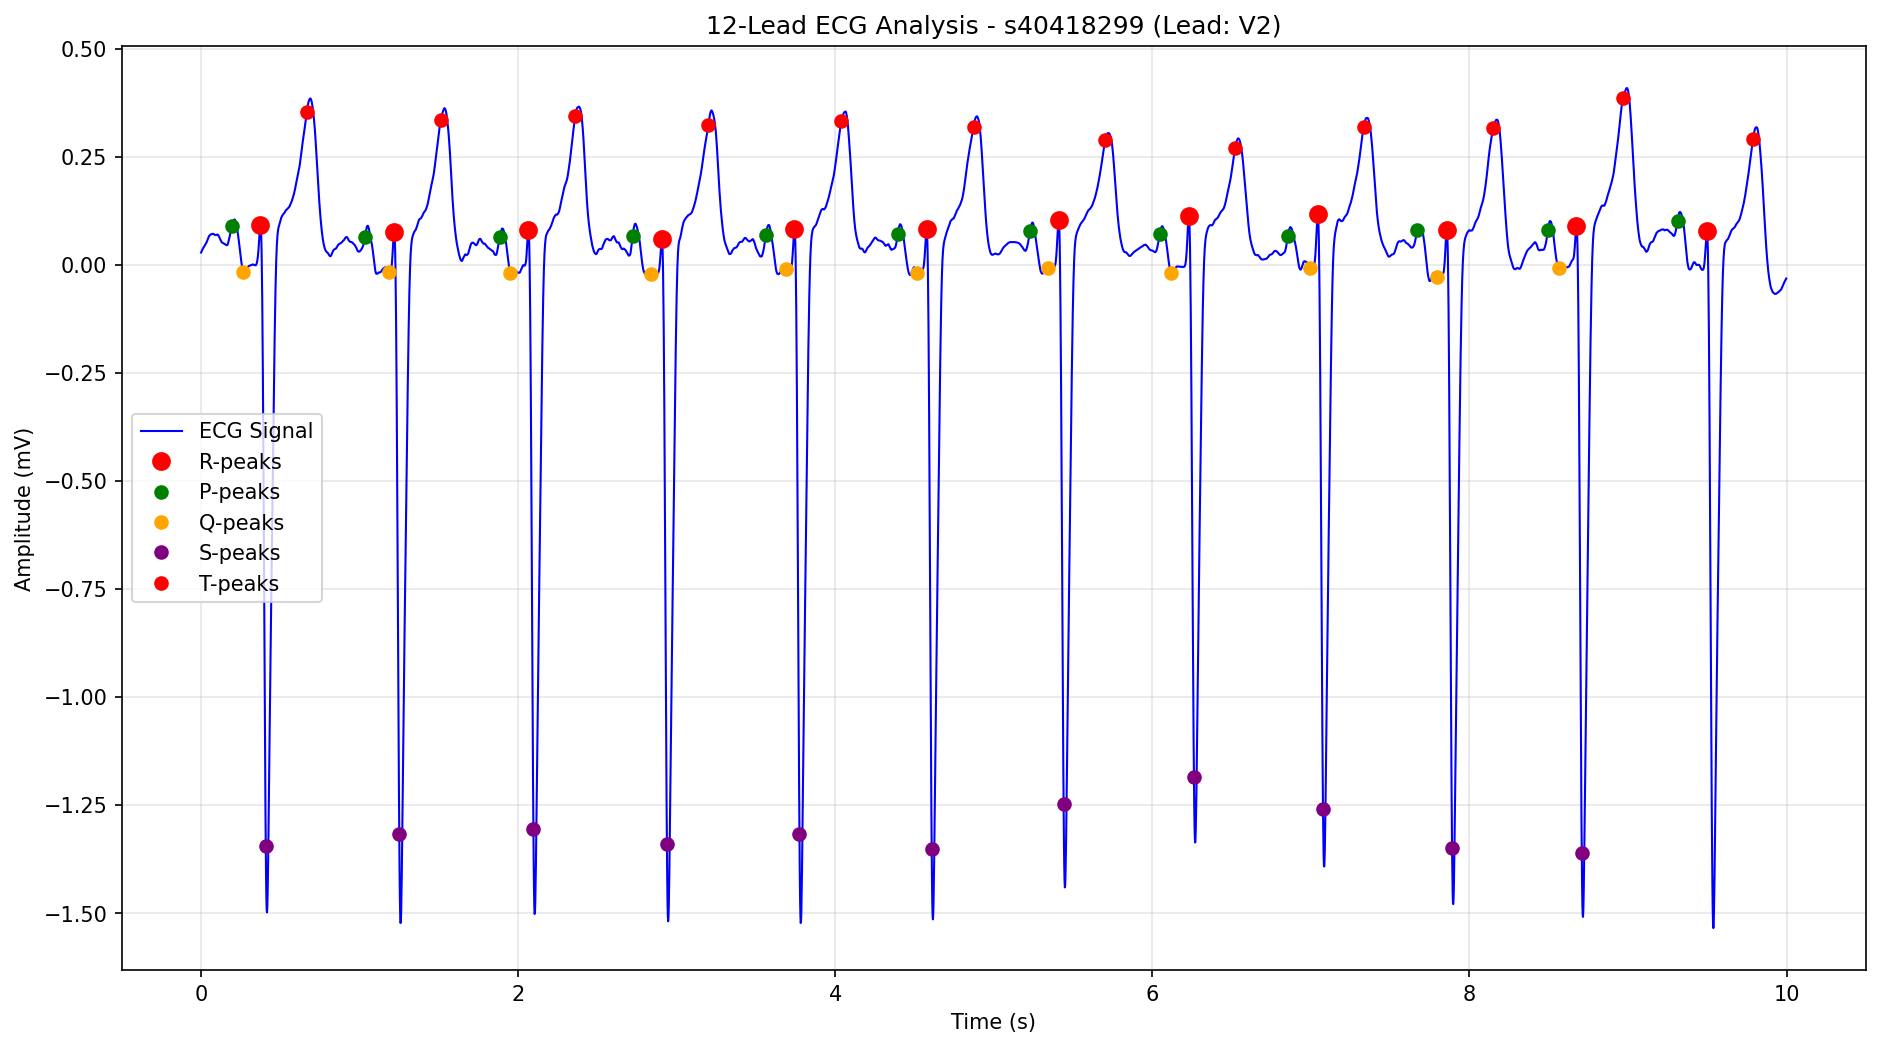 12-Lead ECG Analysis - s40418299 (Lead: V2)
Amplitude (mV)
0.50
0.25
0.00
−0.25
−0.50
−0.75
−1.00
−1.25
−1.50
ECG Signal
R-peaks
P-peaks
Q-peaks
S-peaks
T-peaks
0 2 4 6 8 10
Time (s)